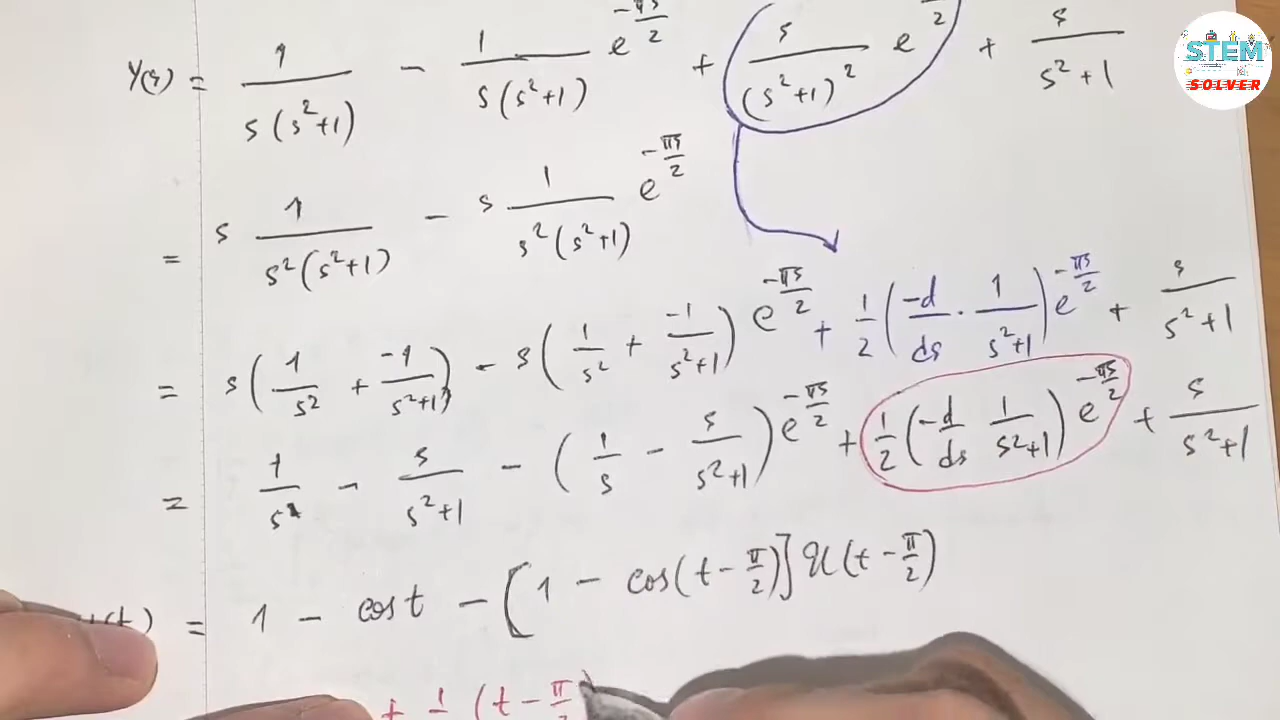 STEM
SOLVER
Y(s) = 1/(s(s²+1)) − 1/(s(s²+1)) e^(−πs/2) + s/(s²+1)² e + s/(s²+1)
= s 1/(s²(s²+1)) − s 1/(s²(s²+1)) e^(−πs/2)
= s(1/s² + −1/(s²+1)) − s(1/s² + −1/(s²+1)) e^(−πs/2) + 1/2 (−d/ds · 1/(s²+1)) e^(−πs/2) + s/(s²+1)
= 1/s − s/(s²+1) − (1/s − s/(s²+1)) e^(−πs/2) + 1/2 (−d/ds 1/(s²+1)) e^(−πs/2) + s/(s²+1)
= 1 − cos t − [1 − cos(t − π/2)] 𝒰(t − π/2)
+ (t − π